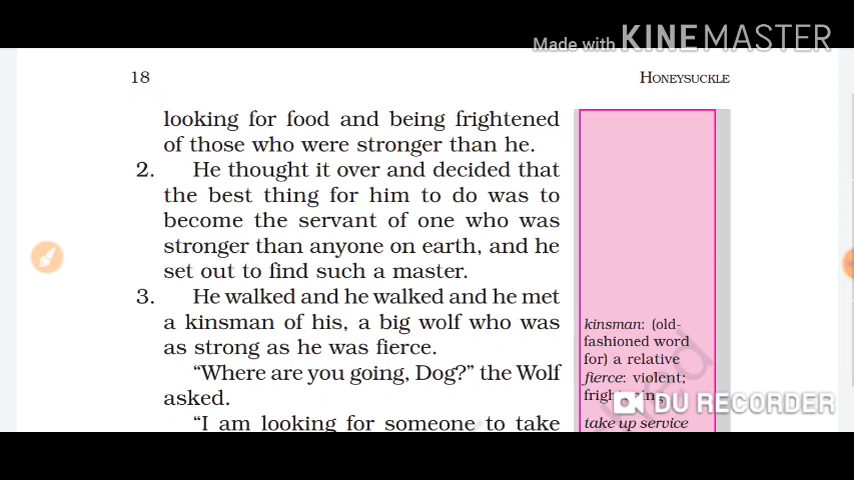 Made with KINEMASTER
18
HONEYSUCKLE
looking for food and being frightened
of those who were stronger than he.
2. He thought it over and decided that
the best thing for him to do was to
become the servant of one who was
stronger than anyone on earth, and he
set out to find such a master.
3. He walked and he walked and he met
a kinsman of his, a big wolf who was
as strong as he was fierce.
“Where are you going, Dog?” the Wolf
asked.
“I am looking for someone to take
kinsman: (old-
fashioned word
for) a relative
fierce: violent;
DU RECORDER
take up service